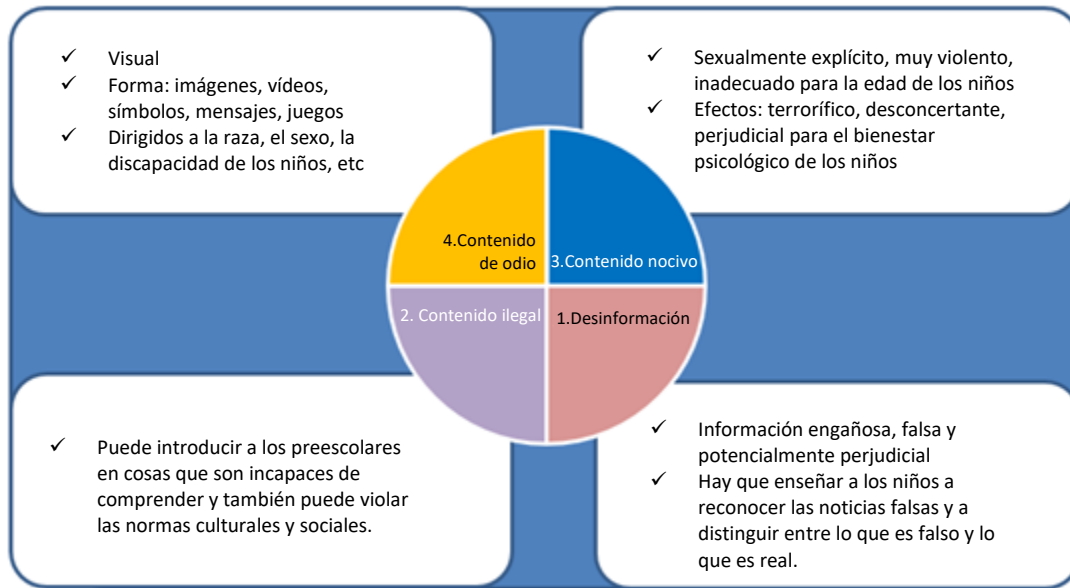 ✓ Visual
✓ Forma: imágenes, vídeos,
símbolos, mensajes, juegos
✓ Dirigidos a la raza, el sexo, la
discapacidad de los niños, etc
✓ Sexualmente explícito, muy violento,
inadecuado para la edad de los niños
✓ Efectos: terrorífico, desconcertante,
perjudicial para el bienestar
psicológico de los niños
4.Contenido
de odio
3.Contenido nocivo
2. Contenido ilegal
1.Desinformación
✓ Puede introducir a los preescolares
en cosas que son incapaces de
comprender y también puede violar
las normas culturales y sociales.
✓ Información engañosa, falsa y
potencialmente perjudicial
✓ Hay que enseñar a los niños a
reconocer las noticias falsas y a
distinguir entre lo que es falso y lo
que es real.